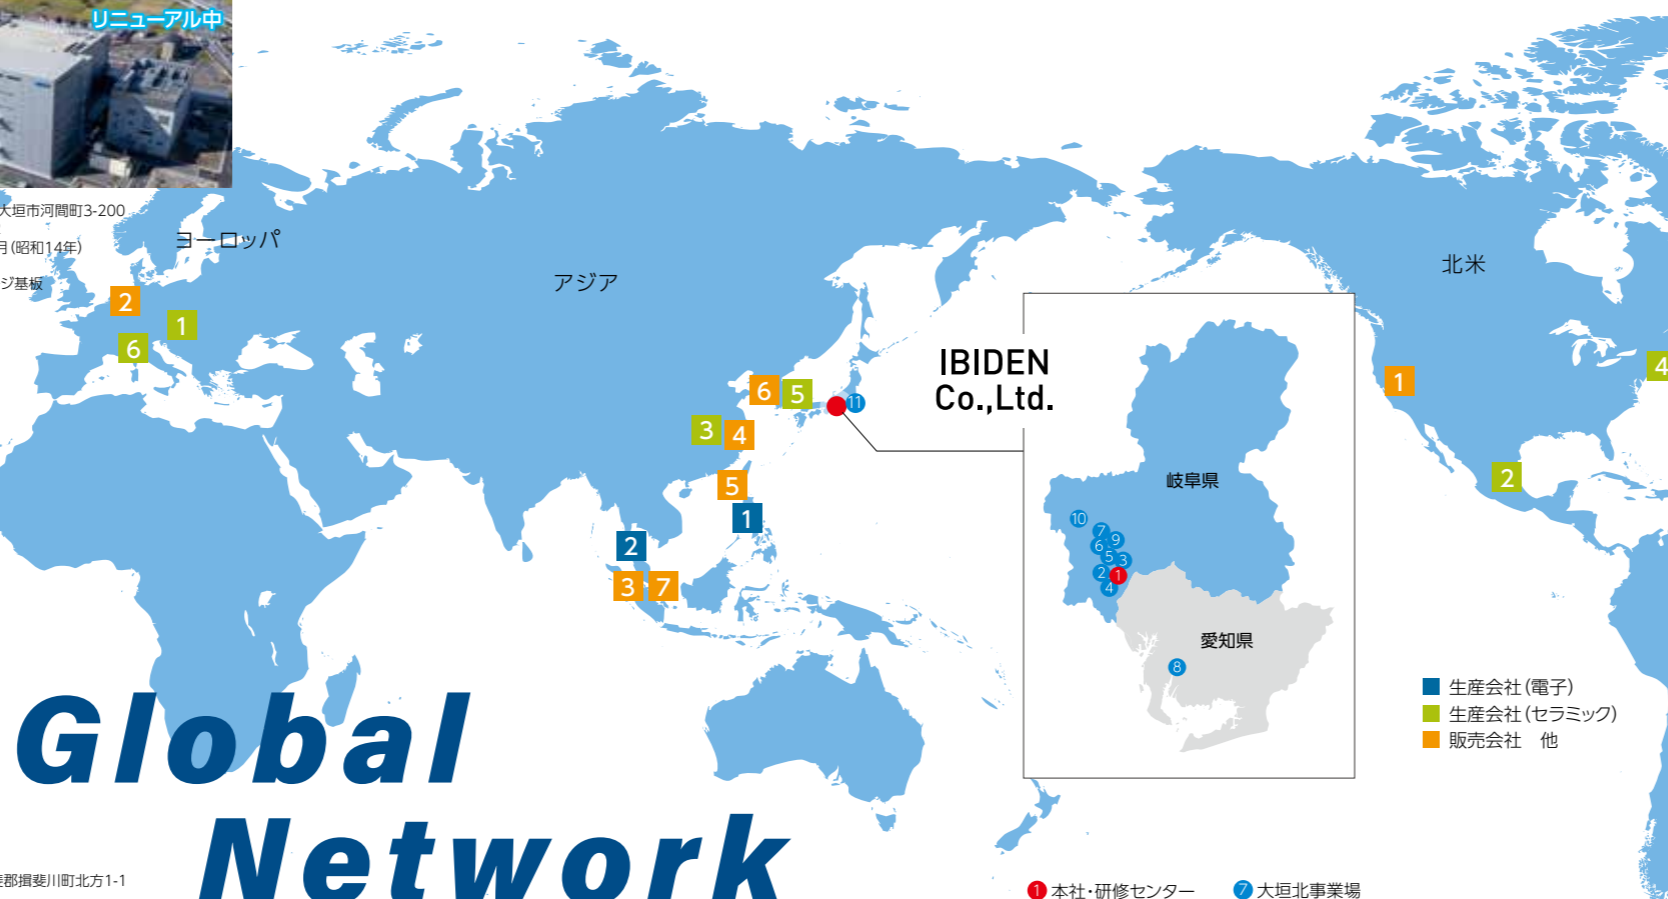 リニューアル中
大垣市河間町3-200
月(昭和14年)
ジ基板
ヨーロッパ
アジア
北米
2
1
6
6
5
11
3
4
5
1
2
3
7
1
4
2
IBIDEN
Co.,Ltd.
岐阜県
10
7
9
6
5
3
2
1
4
愛知県
8
生産会社(電子)
生産会社(セラミック)
販売会社 他
Global
Network
郡揖斐川町北方1-1
1 本社・研修センター
7 大垣北事業場